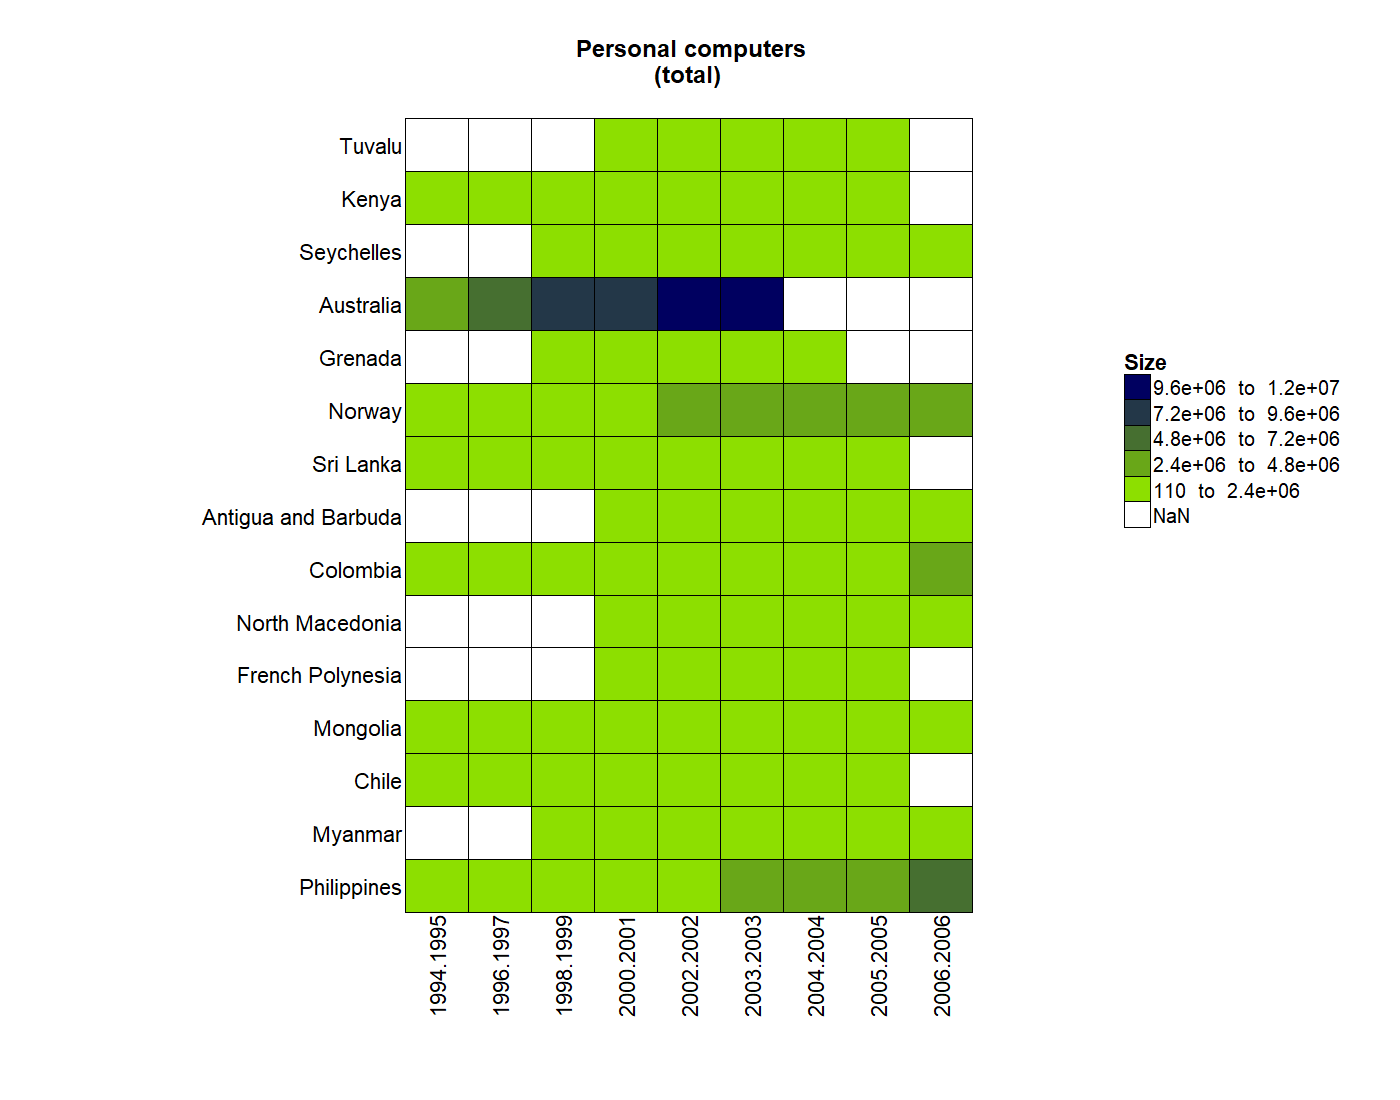 Personal computers
(total)
Tuvalu
Kenya
Seychelles
Australia
Grenada
Norway
Sri Lanka
Antigua and Barbuda
Colombia
North Macedonia
French Polynesia
Mongolia
Chile
Myanmar
Philippines
1994.1995
1996.1997
1998.1999
2000.2001
2002.2002
2003.2003
2004.2004
2005.2005
2006.2006
Size
9.6e+06 to 1.2e+07
7.2e+06 to 9.6e+06
4.8e+06 to 7.2e+06
2.4e+06 to 4.8e+06
110 to 2.4e+06
NaN